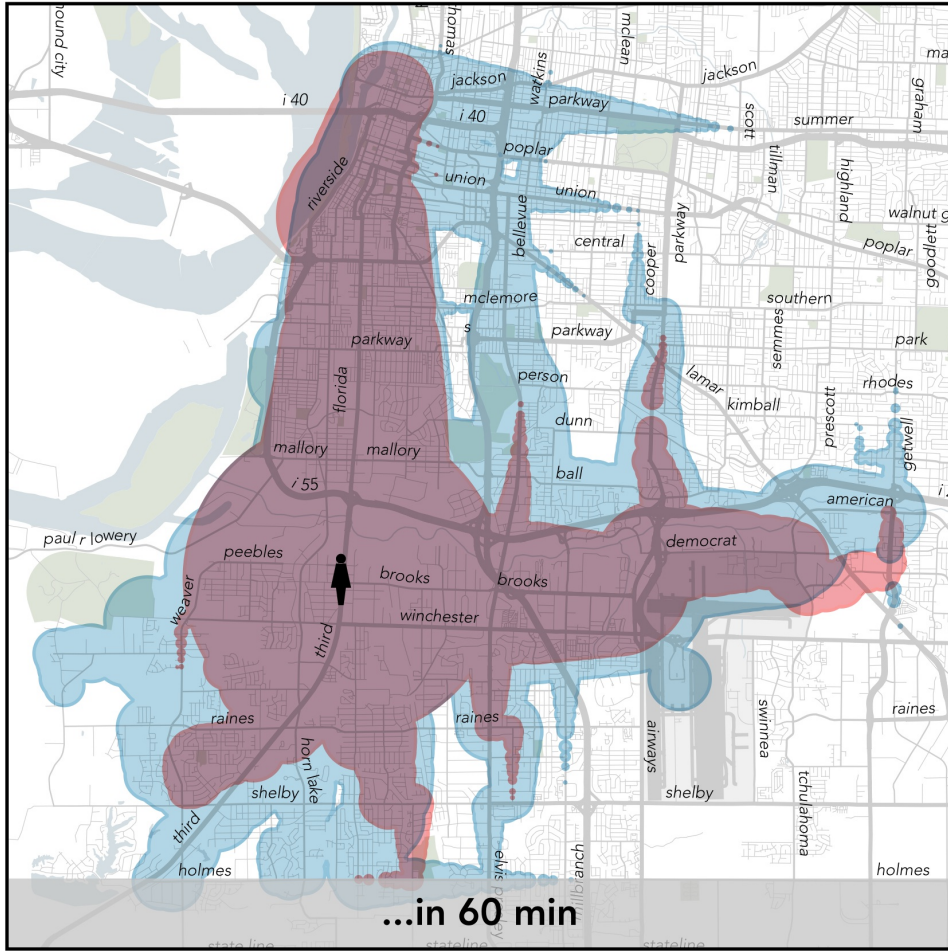 hound city
thomas
mclean
ma
jackson
watkins
jackson
graham
i 40
parkway
scott
i 40
summer
tillman
highland
poplar
riverside
union
union
walnut g
bellevue
parkway
central
poplar
goodlett
cooper
mclemore
southern
s
parkway
parkway
semmes
park
florida
person
lamar
kimball
rhodes
dunn
prescott
mallory
mallory
getwell
ball
i 55
american
i
paul r lowery
peebles
democrat
brooks
brooks
weaver
winchester
third
raines
raines
raines
horn lake
airways
swinnea
shelby
shelby
tchulahoma
third
holmes
holmes
elvis presley
millbranch
...in 60 min
state line
stateline
stateline